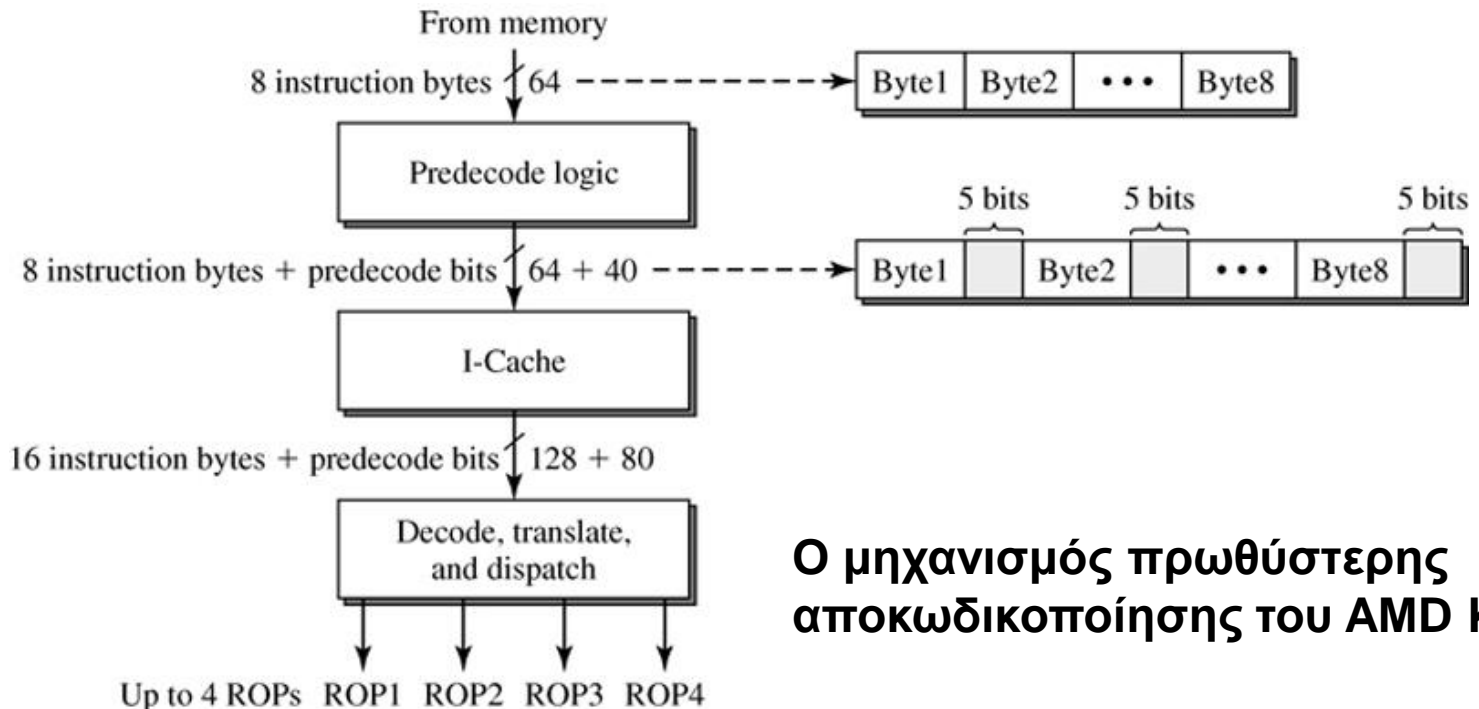 From memory
8 instruction bytes 64
Byte1 Byte2 ••• Byte8
Predecode logic
5 bits 5 bits 5 bits
8 instruction bytes + predecode bits 64 + 40
Byte1 Byte2 ••• Byte8
I-Cache
16 instruction bytes + predecode bits 128 + 80
Decode, translate,
and dispatch
Ο μηχανισμός πρωθύστερης
αποκωδικοποίησης του AMD
Up to 4 ROPs ROP1 ROP2 ROP3 ROP4